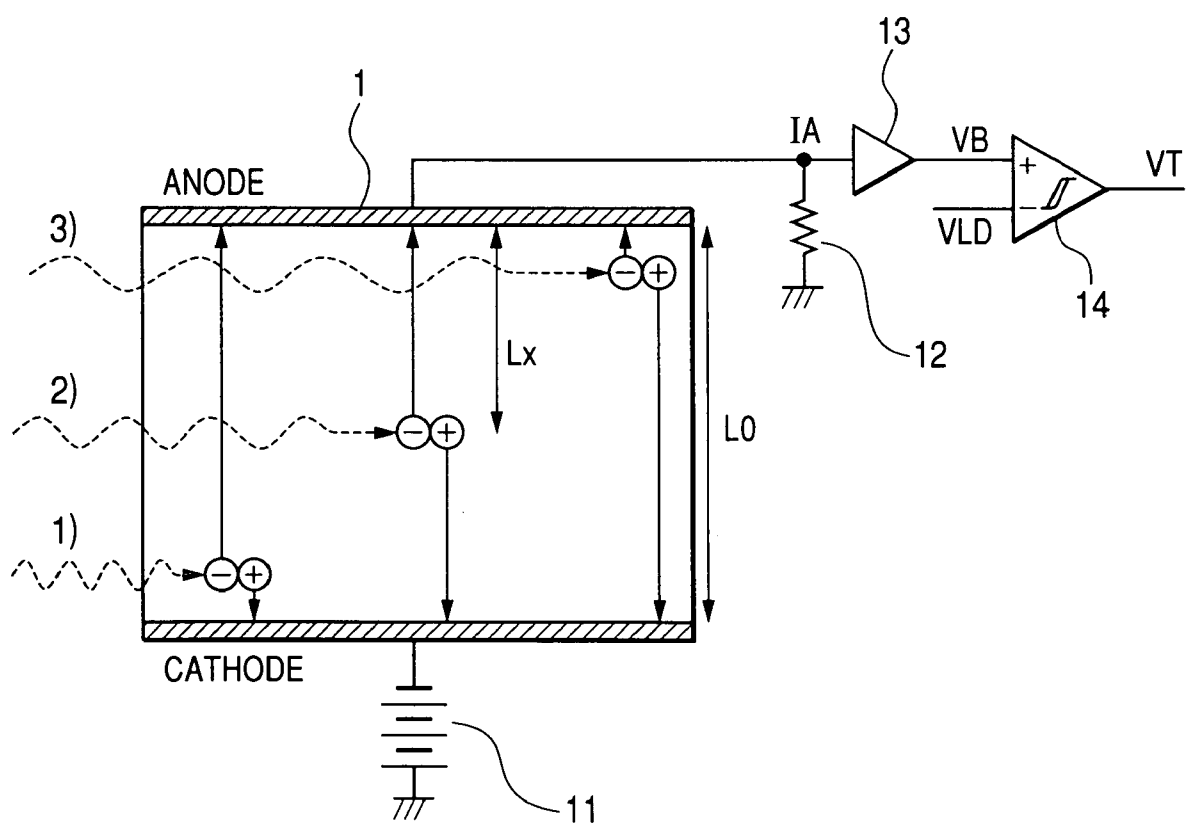 13
1
IA
VB
VT
ANODE
+
−
VLD
3)
− +
14
12
Lx
2)
− +
L0
1)
− +
CATHODE
11